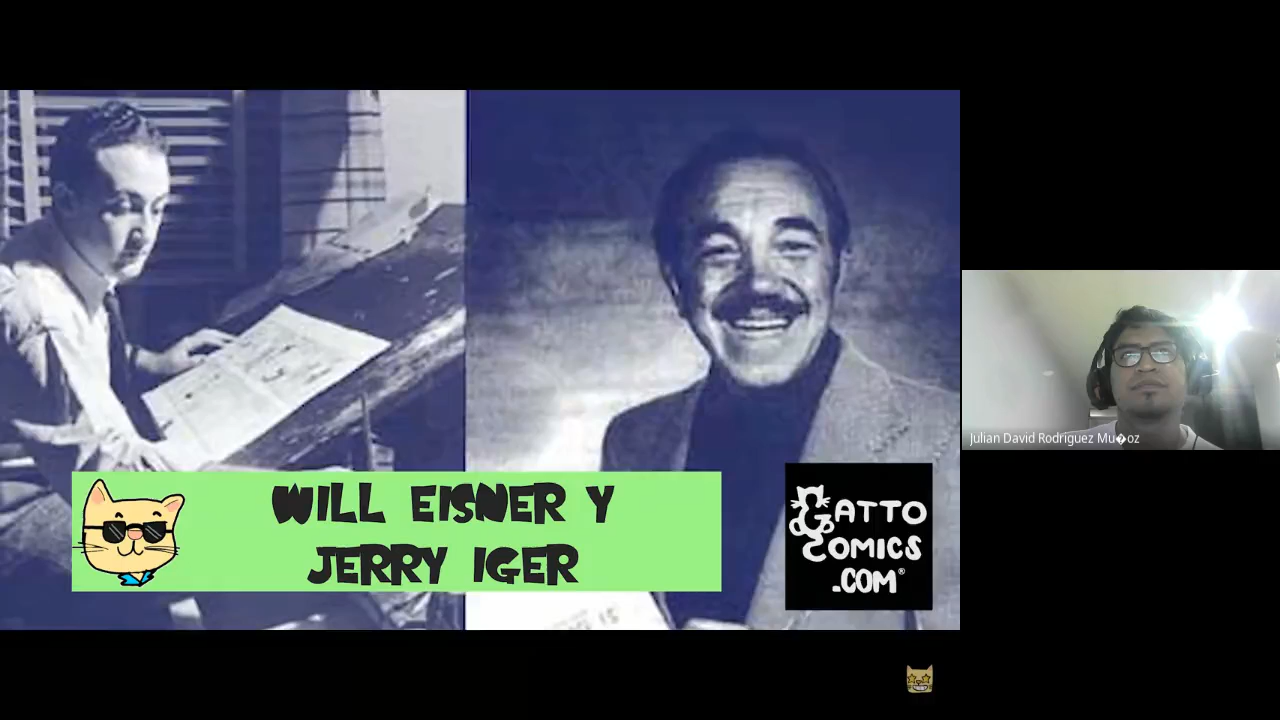 WILL EISNER Y
JERRY IGER
GATTO
COMICS
.COM®
Julian David Rodriguez Mu�oz